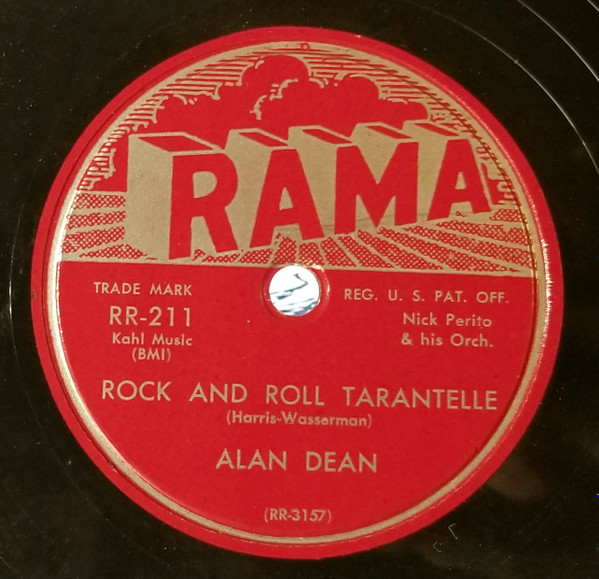 RAMA
TRADE MARK
REG. U. S. PAT. OFF.
RR-211
Kahl Music
(BMI)
Nick Perito
& his Orch.
ROCK AND ROLL TARANTELLE
(Harris-Wasserman)
ALAN DEAN
(RR-3157)